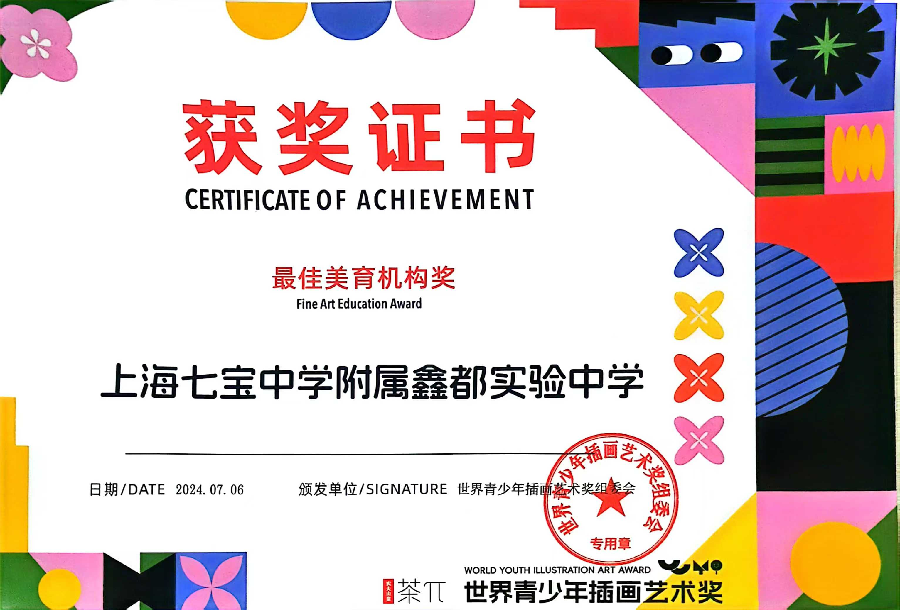 获奖证书
CERTIFICATE OF ACHIEVEMENT
最佳美育机构奖
Fine Art Education Award
上海七宝中学附属鑫都实验中学
日期/DATE 2024.07.06 颁发单位/SIGNATURE 世界青少年插画艺术奖组委会
世界青少年插画艺术奖组委会
专用章
茶π
WORLD YOUTH ILLUSTRATION ART AWARD
世界青少年插画艺术奖